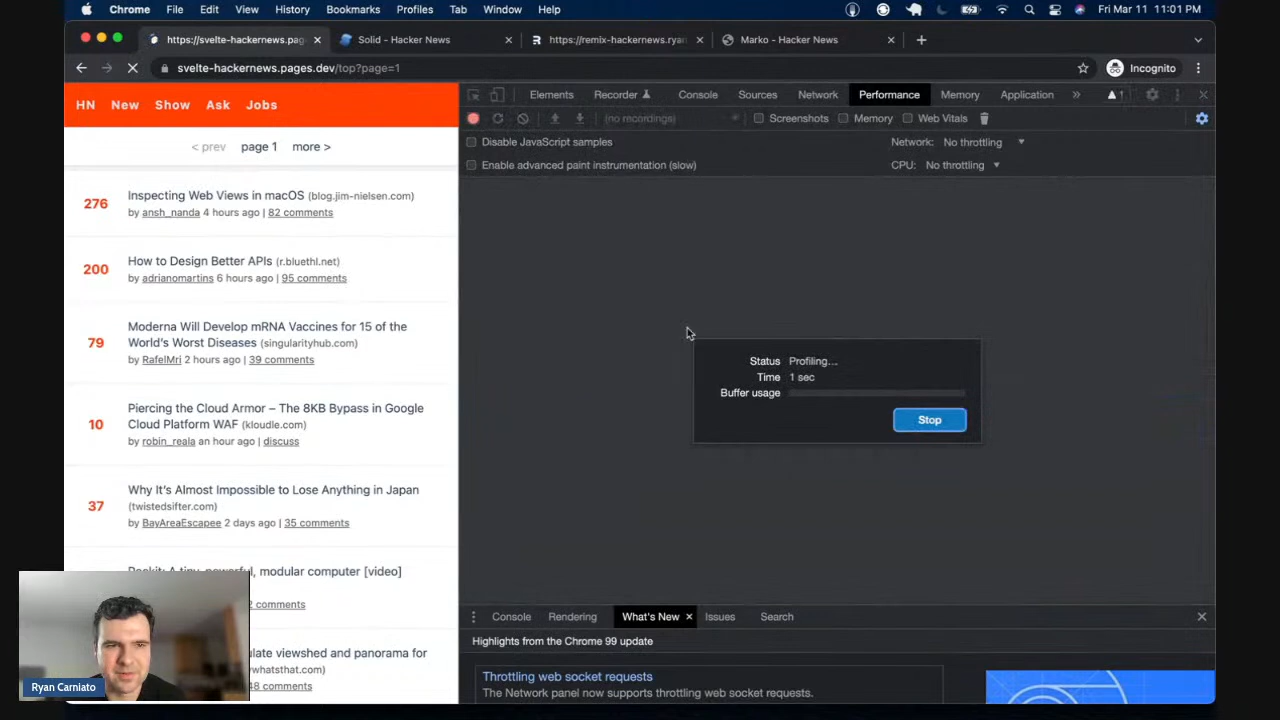 Chrome File Edit View History Bookmarks Profiles Tab Window Help Fri Mar 11 11:01 PM
https://svelte-hackernews.pag Solid - Hacker News https://remix-hackernews.ryan Marko - Hacker News
svelte-hackernews.pages.dev/top?page=1 Incognito
HN New Show Ask Jobs
< prev page 1 more >
276 Inspecting Web Views in macOS (blog.jim-nielsen.com)
by ansh_nanda 4 hours ago | 82 comments
200 How to Design Better APIs (r.bluethl.net)
by adrianomartins 6 hours ago | 95 comments
79 Moderna Will Develop mRNA Vaccines for 15 of the
World's Worst Diseases (singularityhub.com)
by RafelMri 2 hours ago | 39 comments
10 Piercing the Cloud Armor – The 8KB Bypass in Google
Cloud Platform WAF (kloudle.com)
by robin_reala an hour ago | discuss
37 Why It's Almost Impossible to Lose Anything in Japan
(twistedsifter.com)
by BayAreaEscapee 2 days ago | 35 comments
, modular computer [video]
2 comments
ulate viewshed and panorama for
ywhatsthat.com)
48 comments
Ryan Carniato
Elements Recorder Console Sources Network Performance Memory Application » 1
(no recordings) Screenshots Memory Web Vitals
Disable JavaScript samples Network: No throttling
Enable advanced paint instrumentation (slow) CPU: No throttling
Status Profiling…
Time 1 sec
Buffer usage
Stop
Console Rendering What's New Issues Search
Highlights from the Chrome 99 update
Throttling web socket requests
The Network panel now supports throttling web socket requests.